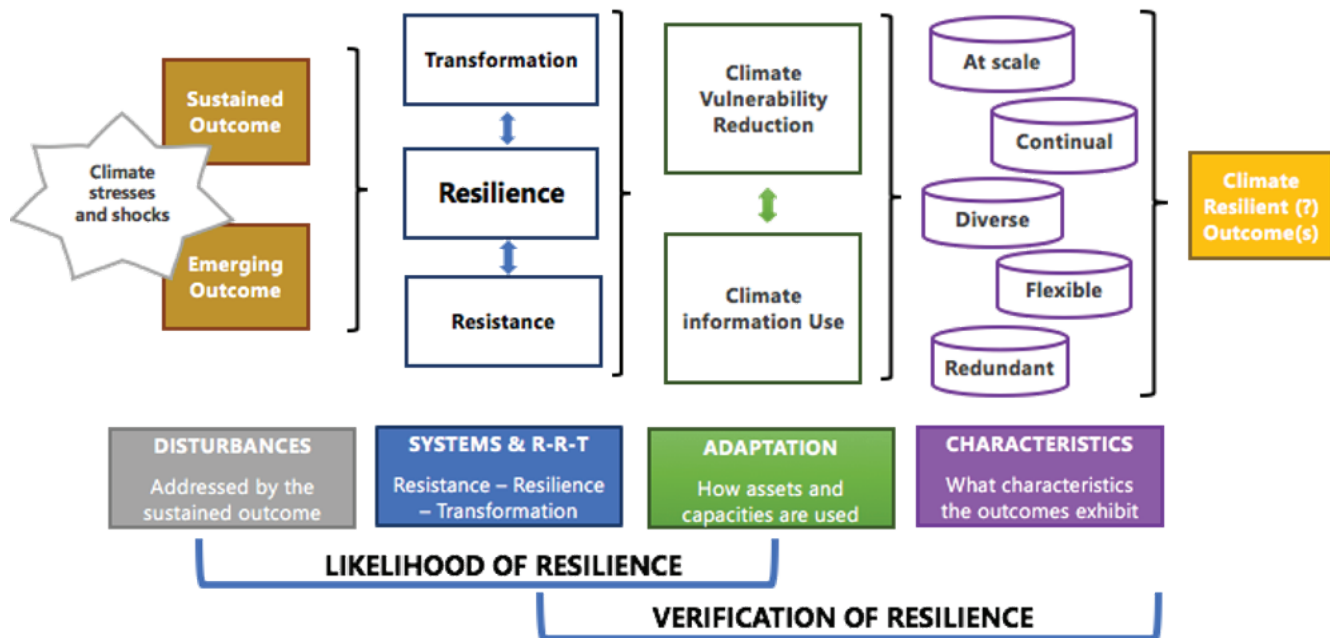 Sustained
Outcome
Climate
stresses
and shocks
Emerging
Outcome
Transformation
Resilience
Resistance
Climate
Vulnerability
Reduction
Climate
information Use
At scale
Continual
Diverse
Flexible
Redundant
Climate
Resilient (?)
Outcome(s)
DISTURBANCES
Addressed by the
sustained outcome
SYSTEMS & R-R-T
Resistance – Resilience
– Transformation
ADAPTATION
How assets and
capacities are used
CHARACTERISTICS
What characteristics
the outcomes exhibit
LIKELIHOOD OF RESILIENCE
VERIFICATION OF RESILIENCE